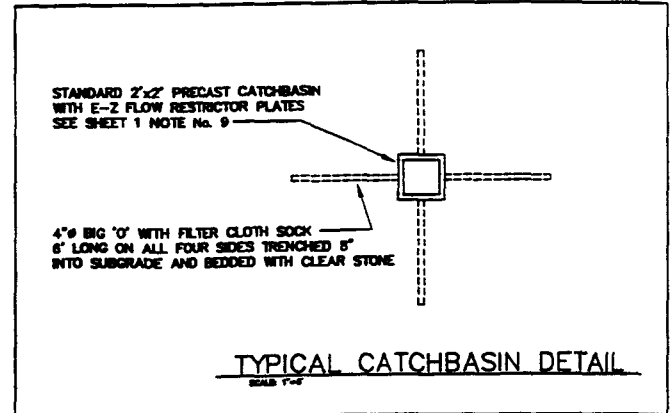 STANDARD 2'x2' PRECAST CATCHBASIN
WITH E-Z FLOW RESTRICTOR PLATES
SEE SHEET 1 NOTE No. 9
4"ø BIG 'O' WITH FILTER CLOTH SOCK
6' LONG ON ALL FOUR SIDES TRENCHED 8"
INTO SUBGRADE AND BEDDED WITH CLEAR STONE
TYPICAL CATCHBASIN DETAIL
SCALE